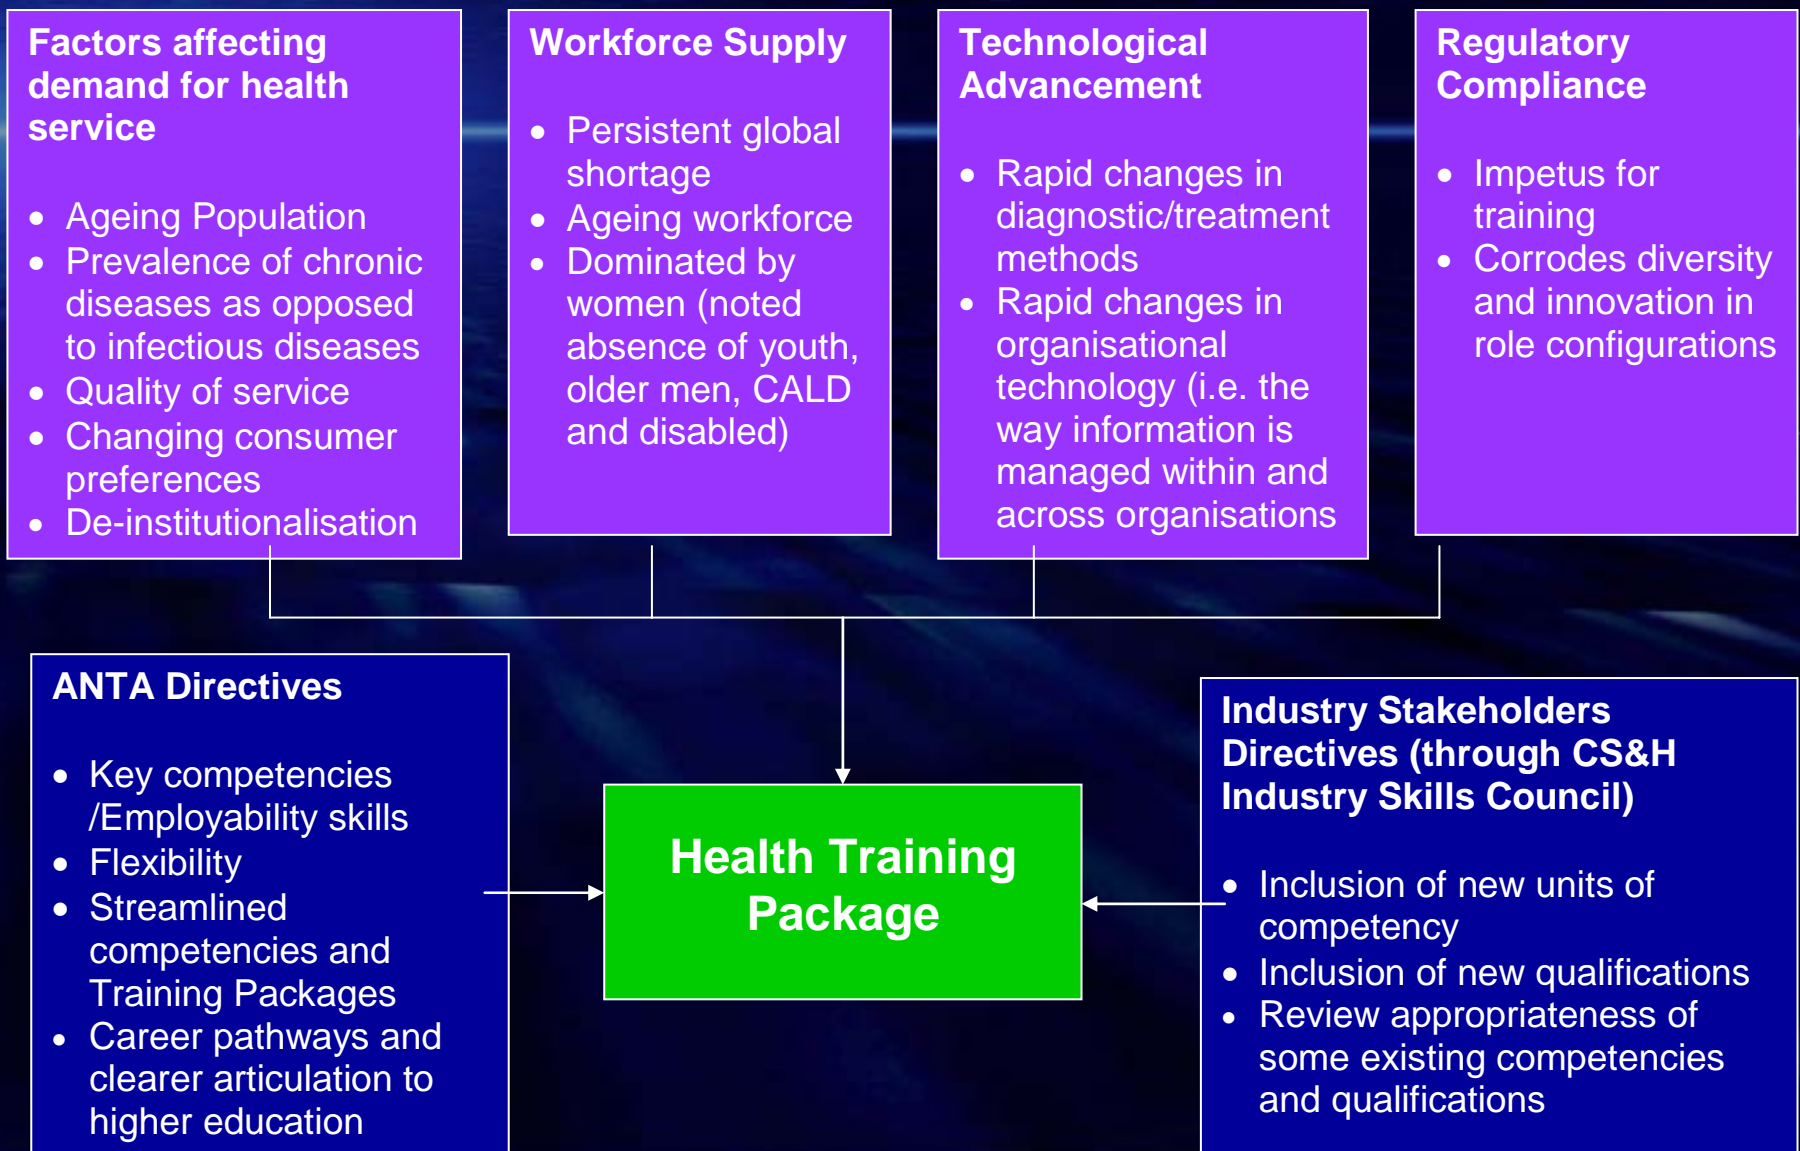 Factors affecting
demand for health
service
• Ageing Population
• Prevalence of chronic
diseases as opposed
to infectious diseases
• Quality of service
• Changing consumer
preferences
• De-institutionalisation
Workforce Supply
• Persistent global
shortage
• Ageing workforce
• Dominated by
women (noted
absence of youth,
older men, CALD
and disabled)
Technological
Advancement
• Rapid changes in
diagnostic/treatment
methods
• Rapid changes in
organisational
technology (i.e. the
way information is
managed within and
across organisations
Regulatory
Compliance
• Impetus for
training
• Corrodes diversity
and innovation in
role configurations
ANTA Directives
• Key competencies
/Employability skills
• Flexibility
• Streamlined
competencies and
Training Packages
• Career pathways and
clearer articulation to
higher education
Health Training
Package
Industry Stakeholders
Directives (through CS&H
Industry Skills Council)
• Inclusion of new units of
competency
• Inclusion of new qualifications
• Review appropriateness of
some existing competencies
and qualifications